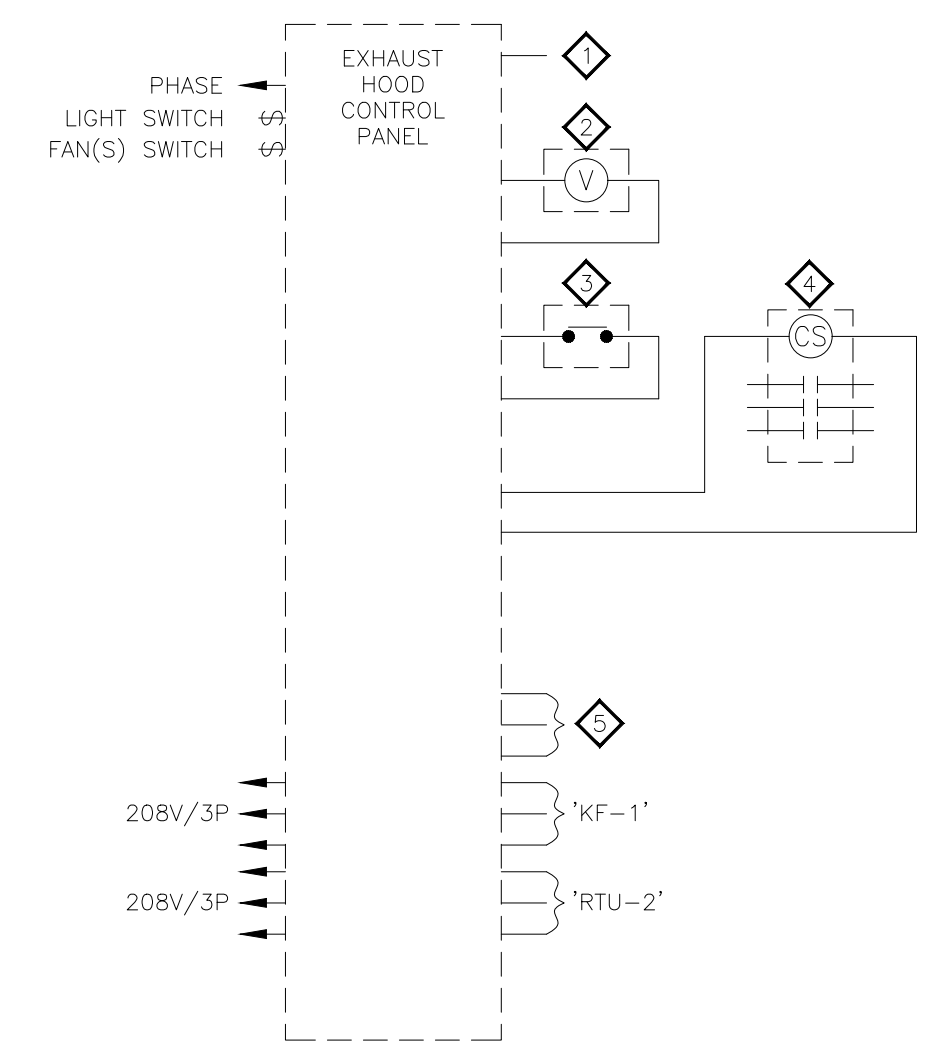 EXHAUST
HOOD
CONTROL
PANEL
PHASE
LIGHT SWITCH $
FAN(S) SWITCH $
1
2
V
3
4
CS
5
208V/3P
'KF-1'
208V/3P
'RTU-2'